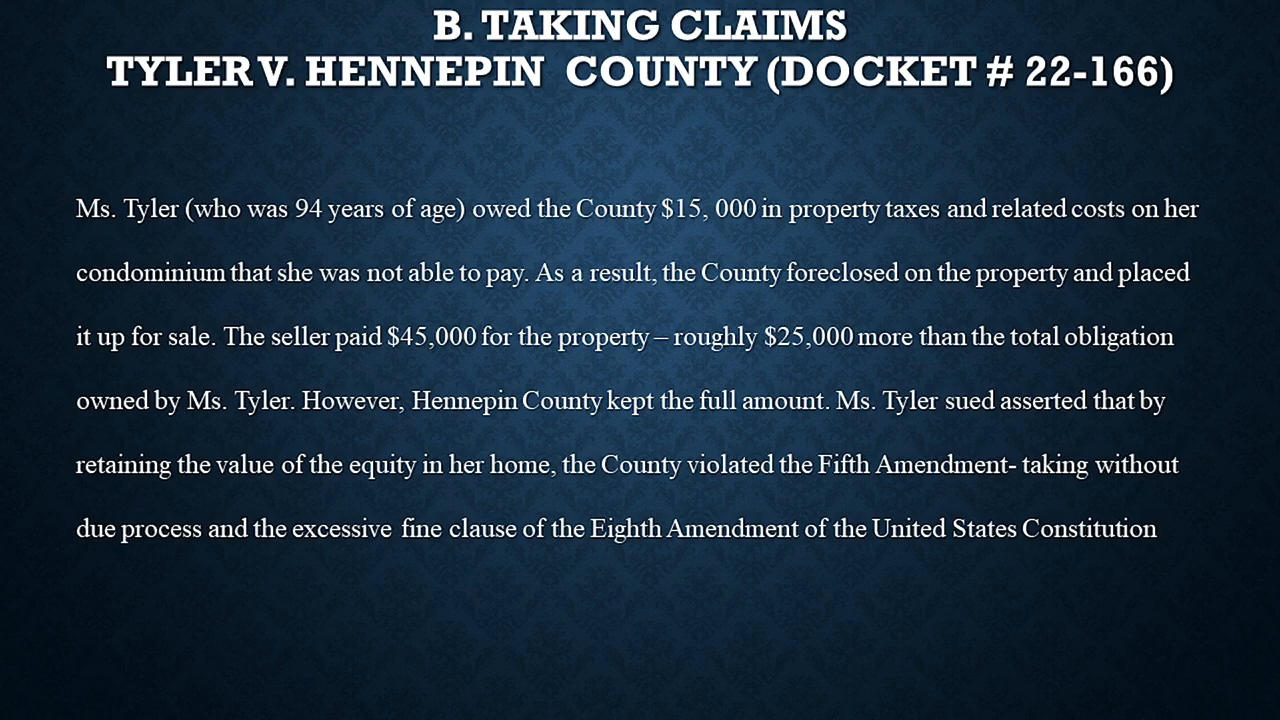 B. TAKING CLAIMS
TYLER V. HENNEPIN COUNTY (DOCKET # 22-166)
Ms. Tyler (who was 94 years of age) owed the County $15, 000 in property taxes and related costs on her
condominium that she was not able to pay. As a result, the County foreclosed on the property and placed
it up for sale. The seller paid $45,000 for the property – roughly $25,000 more than the total obligation
owned by Ms. Tyler. However, Hennepin County kept the full amount. Ms. Tyler sued asserted that by
retaining the value of the equity in her home, the County violated the Fifth Amendment- taking without
due process and the excessive fine clause of the Eighth Amendment of the United States Constitution